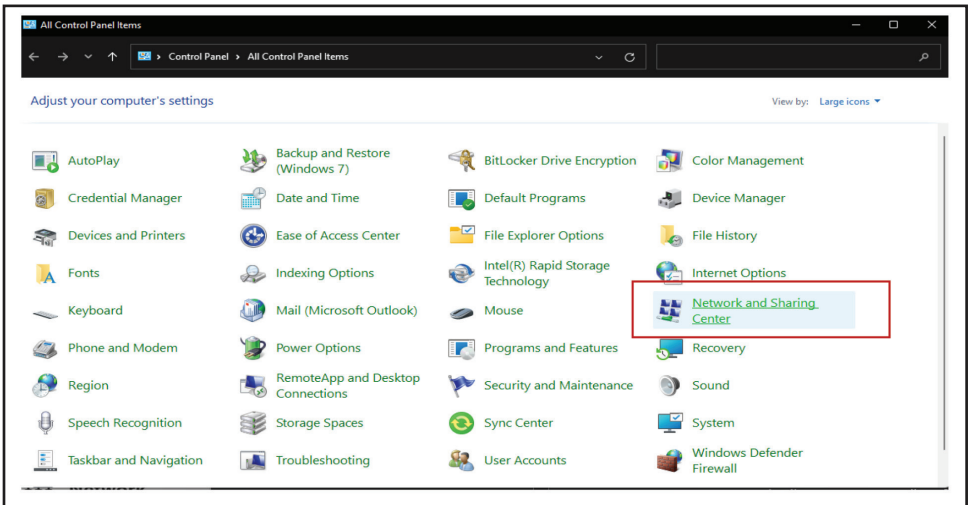 All Control Panel Items
Control Panel > All Control Panel Items
Adjust your computer's settings
View by: Large icons
AutoPlay
Backup and Restore
(Windows 7)
BitLocker Drive Encryption
Color Management
Credential Manager
Date and Time
Default Programs
Device Manager
Devices and Printers
Ease of Access Center
File Explorer Options
File History
Fonts
Indexing Options
Intel(R) Rapid Storage
Technology
Internet Options
Keyboard
Mail (Microsoft Outlook)
Mouse
Network and Sharing
Center
Phone and Modem
Power Options
Programs and Features
Recovery
Region
RemoteApp and Desktop
Connections
Security and Maintenance
Sound
Speech Recognition
Storage Spaces
Sync Center
System
Taskbar and Navigation
Troubleshooting
User Accounts
Windows Defender
Firewall